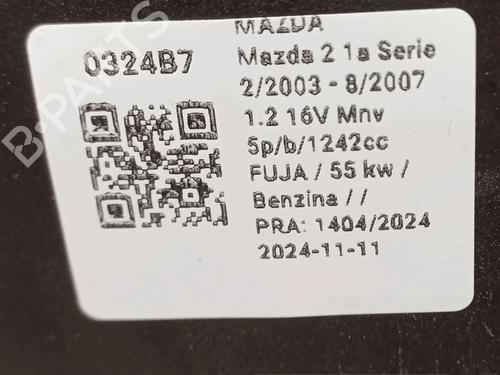 MAZDA
0324B7
Mazda 2 1a Serie
2/2003 - 8/2007
1.2 16V Mnv
5p/b/1242cc
FUJA / 55 kw /
Benzina / /
PRA: 1404/2024
2024-11-11
B-PARTS